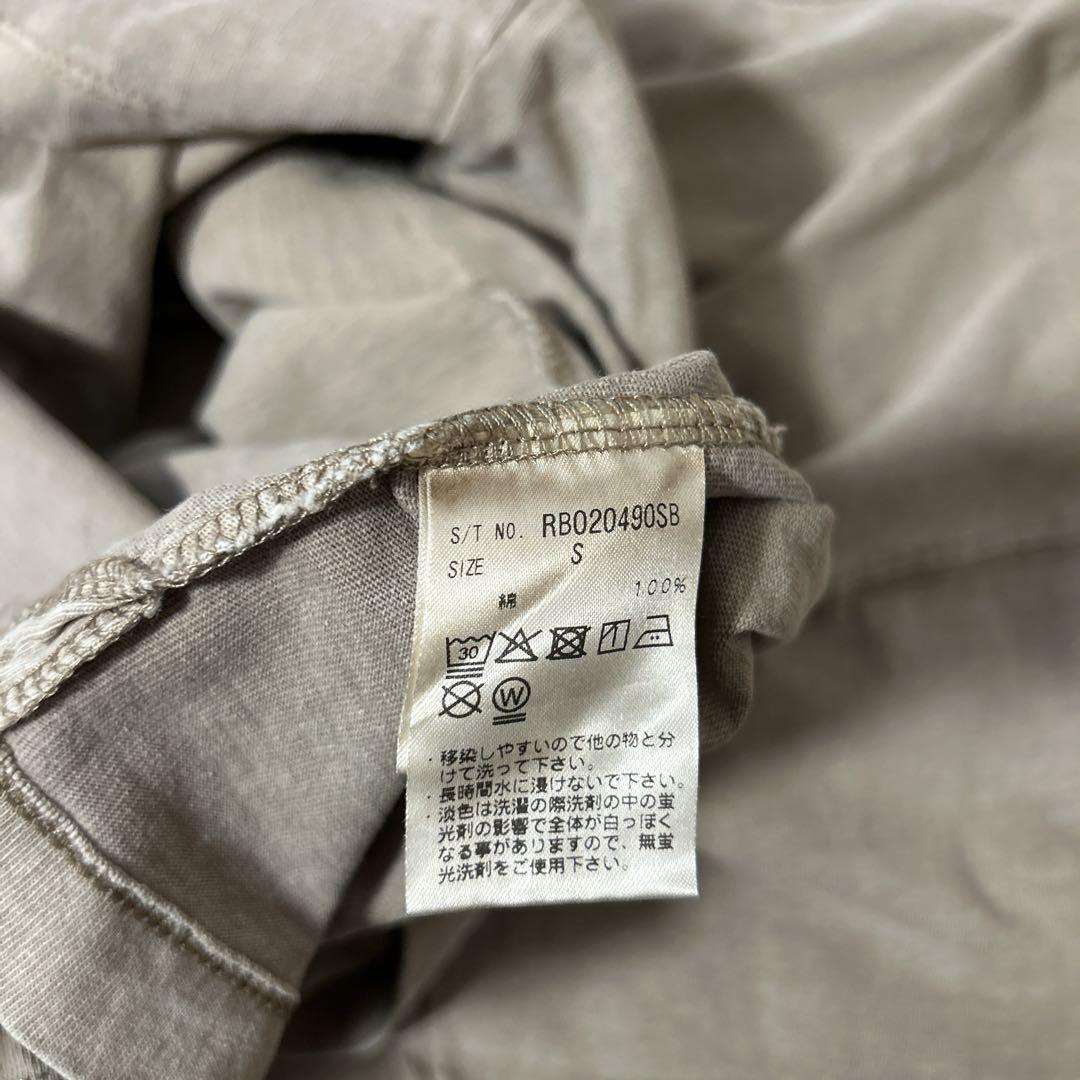 S/T NO. RB020490SB
SIZE S
綿 100%
30
W
・移染しやすいので他の物と分
けて洗って下さい。
・長時間水に浸けないで下さい。
・淡色は洗濯の際洗剤の中の蛍
光剤の影響で全体が白っぽく
なる事がありますので、無蛍
光洗剤をご使用下さい。